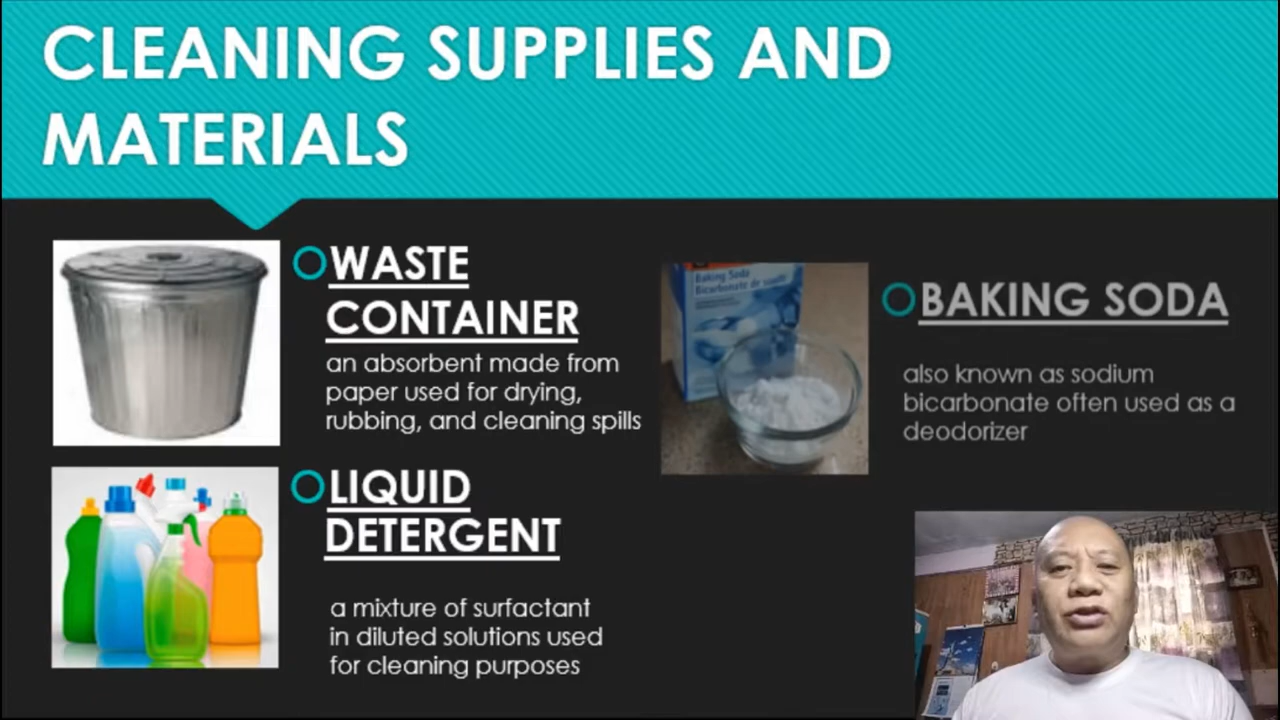 CLEANING SUPPLIES AND
MATERIALS
WASTE
CONTAINER
an absorbent made from
paper used for drying,
rubbing, and cleaning spills
LIQUID
DETERGENT
a mixture of surfactant
in diluted solutions used
for cleaning purposes
Baking Soda
Bicarbonate de
BAKING SODA
also known as sodium
bicarbonate often used as a
deodorizer